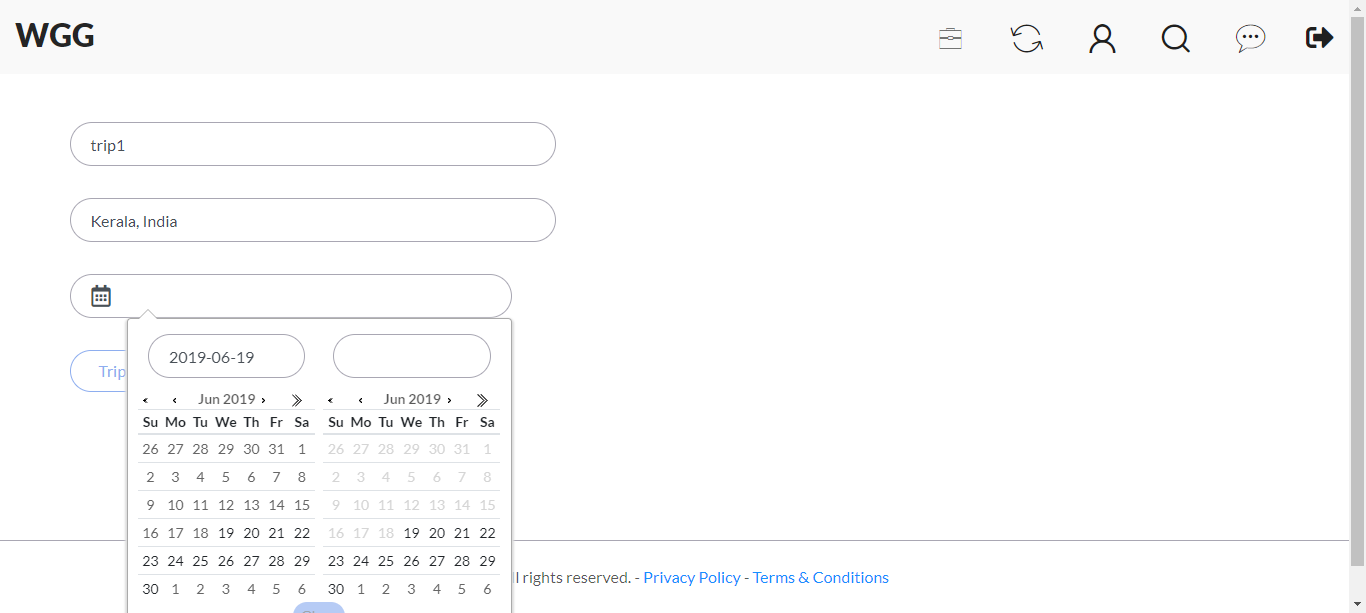 WGG
trip1
Kerala, India
2019-06-19
Trip
Jun 2019 Jun 2019
Su Mo Tu We Th Fr Sa Su Mo Tu We Th Fr Sa
26 27 28 29 30 31 1 26 27 28 29 30 31 1
2 3 4 5 6 7 8 2 3 4 5 6 7 8
9 10 11 12 13 14 15 9 10 11 12 13 14 15
16 17 18 19 20 21 22 16 17 18 19 20 21 22
23 24 25 26 27 28 29 23 24 25 26 27 28 29
30 1 2 3 4 5 6 30 1 2 3 4 5 6
rights reserved. - Privacy Policy - Terms & Conditions